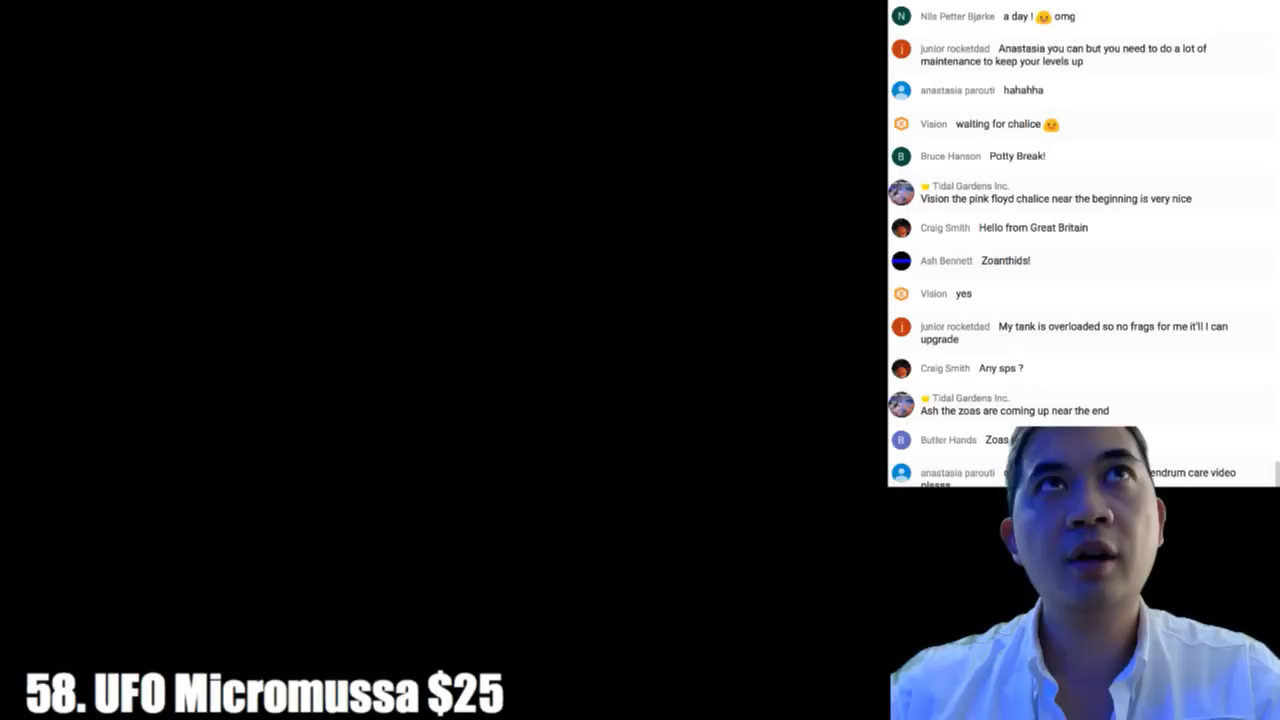 N Nils Petter Bjørke a day ! omg
j junior rocketdad Anastasia you can but you need to do a lot of
maintenance to keep your levels up
anastasia parouti hahahha
Vision waiting for chalice
B Bruce Hanson Potty Break!
Tidal Gardens Inc.
Vision the pink floyd chalice near the beginning is very nice
Craig Smith Hello from Great Britain
Ash Bennett Zoanthids!
Vision yes
j junior rocketdad My tank is overloaded so no frags for me it'll I can
upgrade
Craig Smith Any sps ?
Tidal Gardens Inc.
Ash the zoas are coming up near the end
B Butter Hands Zoas
anastasia parouti endrum care video
plssss
58. UFO Micromussa $25